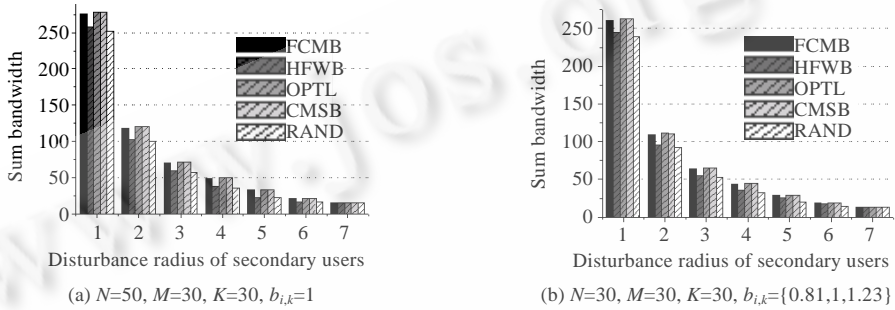 250
200
150
100
50
0
Sum bandwidth
FCMB
HFWB
OPTL
CMSB
RAND
1 2 3 4 5 6 7
Disturbance radius of secondary users
(a) N=50, M=30, K=30, b_{i,k}=1
250
200
150
100
50
0
Sum bandwidth
FCMB
HFWB
OPTL
CMSB
RAND
1 2 3 4 5 6 7
Disturbance radius of secondary users
(b) N=30, M=30, K=30, b_{i,k}={0.81,1,1.23}
www.jos.org